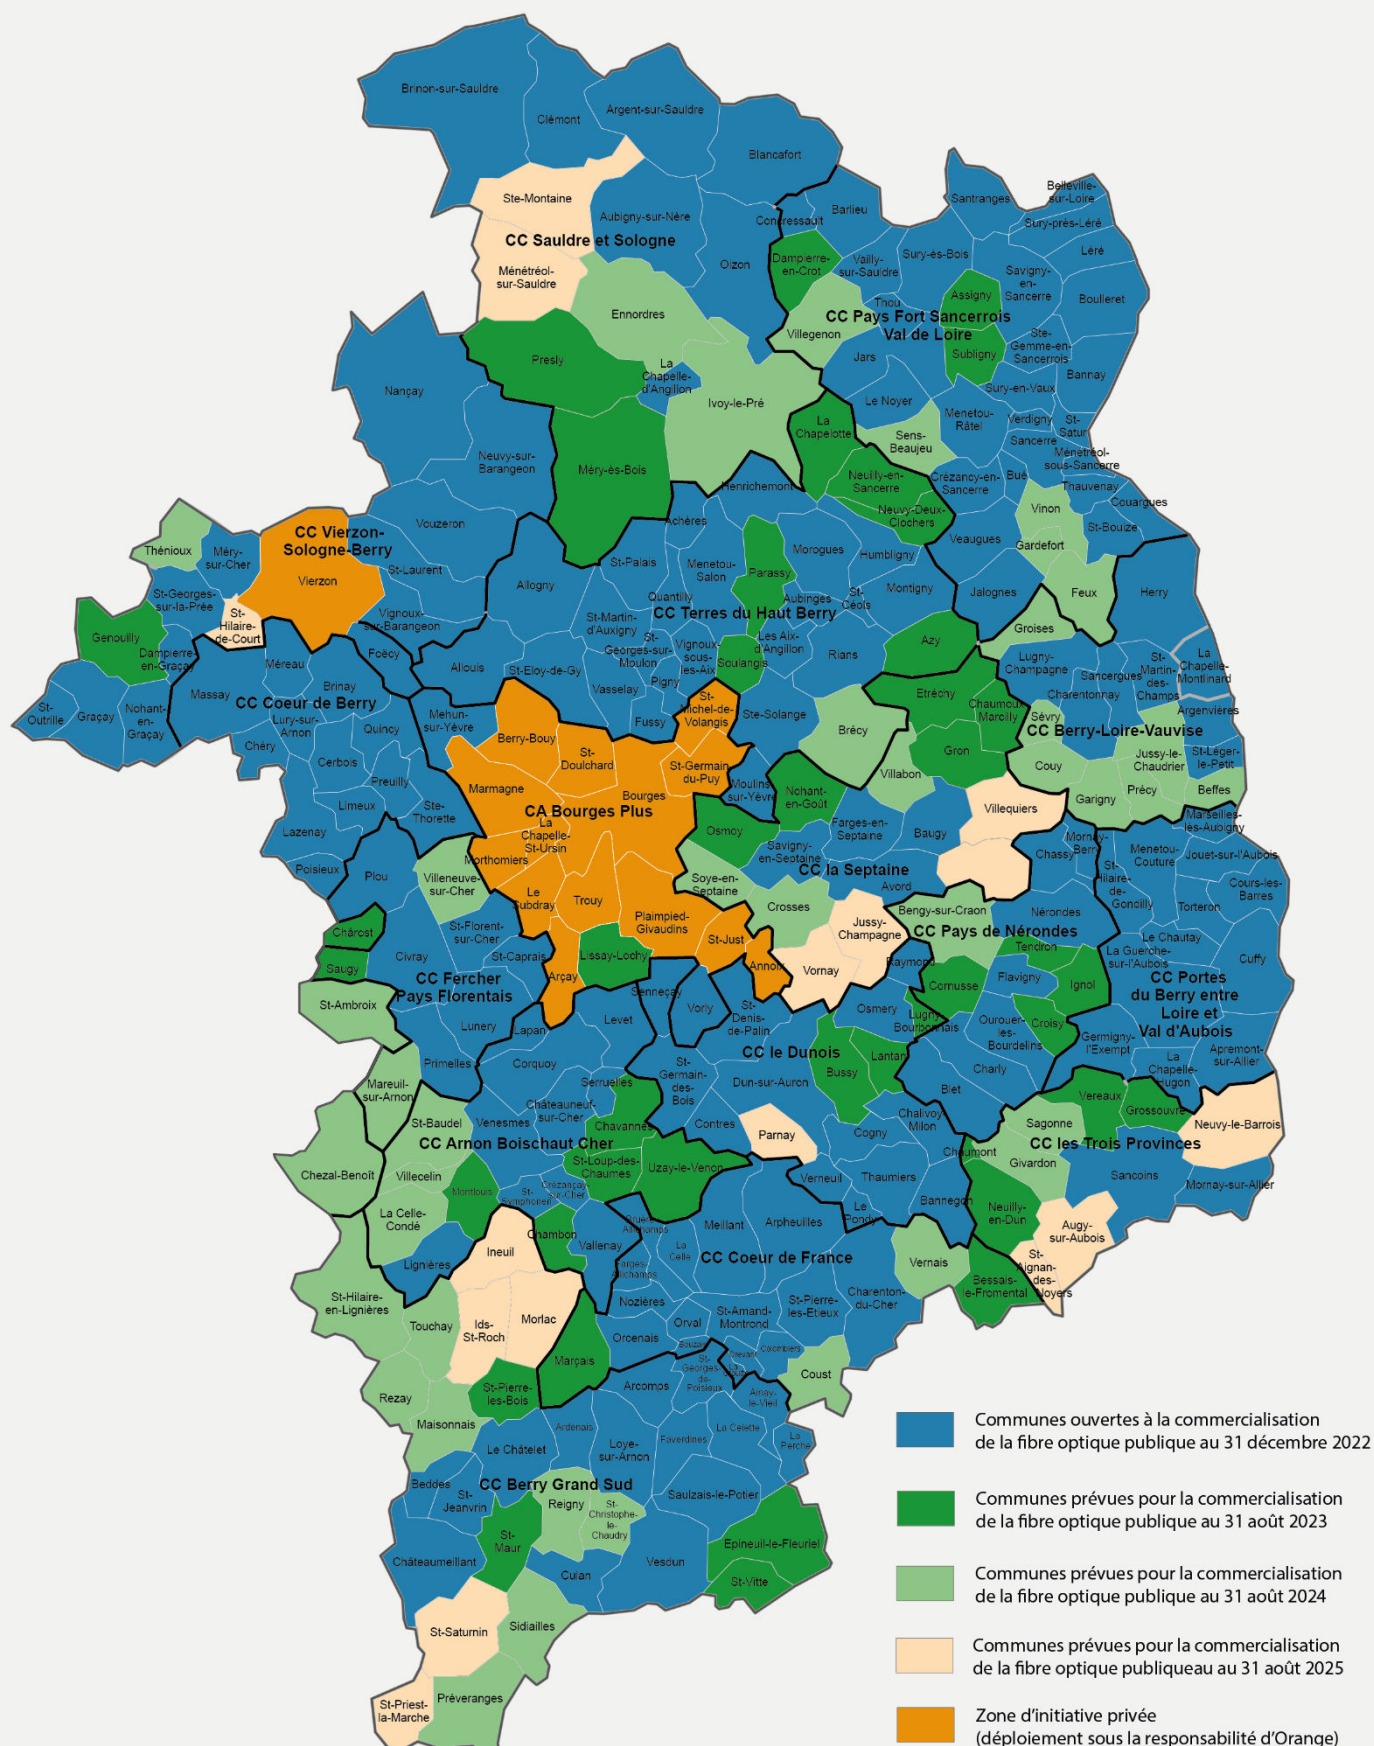 Brinon-sur-Sauldre
Clémont
Argent-sur-Sauldre
Blancafort
Ste-Montaine
Aubigny-sur-Nère
CC Sauldre et Sologne
Oizon
Ménétréol-
sur-Sauldre
Ennordres
Presly
La
Chapelle-
d'Angillon
Ivoy-le-Pré
Méry-ès-Bois
Concressault
Barlieu
Santranges
Belleville-
sur-Loire
Sury-près-Léré
Léré
Dampierre-
en-Crot
Vailly-
sur-Sauldre
Sury-ès-Bois
Savigny-
en-
Sancerre
Boulleret
Assigny
Thou
CC Pays Fort Sancerrois
Val de Loire
Villegenon
Jars
Subligny
Ste-
Gemme-en-
Sancerrois
Bannay
Sury-en-Vaux
Le Noyer
Menetou-
Râtel
Verdigny
St-
Satur
Sancerre
Ménétréol-
sous-Sancerre
La
Chapelotte
Sens-
Beaujeu
Neuilly-en-
Sancerre
Crézancy-en-
Sancerre
Bué
Thauvenay
Couargues
Neuvy-Deux-
Clochers
Vinon
St-Bouize
Gardefort
Veaugues
Jalognes
Feux
Herry
Nançay
Neuvy-sur-
Barangeon
Vouzeron
CC Vierzon-
Sologne-Berry
Thénioux
Méry-
sur-Cher
Vierzon
St-Laurent
St-Georges-
sur-la-Prée
St-
Hilaire-
de-Court
Vignoux-
sur-Barangeon
Genouilly
Dampierre-
en-Graçay
Foëcy
St-
Outrille
Graçay
Nohant-
en-
Graçay
Massay
Méreau
Brinay
CC Coeur de Berry
Lury-sur-
Arnon
Quincy
Mehun-
sur-Yèvre
Chéry
Cerbois
Preuilly
Limeux
Ste-
Thorette
Lazenay
Poisieux
Henrichemont
Achères
Allogny
St-Palais
Menetou-
Salon
Parassy
Morogues
Humbligny
Quantilly
CC Terres du Haut Berry
Aubinges
St-
Céols
Montigny
St-Martin-
d'Auxigny
St-
Georges-sur-
Moulon
Vignoux-
sous-
les-Aix
Les Aix-
d'Angillon
Soulangis
Rians
Azy
Allouis
St-Eloy-de-Gy
Vasselay
Pigny
Fussy
Ste-Solange
Brécy
Moulins-
sur-Yèvre
St-
Michel-de-
Volangis
Berry-Bouy
St-
Doulchard
St-Germain-
du-Puy
Marmagne
Bourges
CA Bourges Plus
La
Chapelle-
St-Ursin
Morthomiers
Le
Subdray
Trouy
Plaimpied-
Givaudins
St-Just
Annoix
Arçay
Lissay-Lochy
Groises
Lugny-
Champagne
Sancergues
St-
Martin-
des-
Champs
La
Chapelle-
Montlinard
Charentonnay
Argenvières
Etréchy
Chaumoux-
Marcilly
Sévry
CC Berry-Loire-Vauvise
Gron
Couy
Jussy-le-
Chaudrier
St-Léger-
le-Petit
Villabon
Garigny
Précy
Beffes
Marseilles-
lès-Aubigny
Nohant-
en-Goût
Villequiers
Osmoy
Farges-en-
Septaine
Baugy
Savigny-
en-Septaine
CC la Septaine
Soye-en-
Septaine
Avord
Crosses
Jussy-
Champagne
Vornay
Mornay-
Berry
Chassy
St-
Hilaire-
de-
Gondilly
Menetou-
Couture
Jouet-sur-l'Aubois
Cours-les-
Barres
Torteron
Bengy-sur-Craon
Nérondes
CC Pays de Nérondes
Tendron
Raymond
Flavigny
Cornusse
Ignol
Lugny-
Bourbonnais
Ourouer-
les-
Bourdelins
Croisy
Charly
Blet
Le Chautay
La Guerche-
sur-l'Aubois
Cuffy
CC Portes
du Berry entre
Loire et
Val d'Aubois
Germigny-
l'Exempt
La
Chapelle-
Hugon
Apremont-
sur-Allier
Plou
Villeneuve-
sur-Cher
Chârost
St-Florent-
sur-Cher
Civray
St-Caprais
Saugy
CC Fercher
Pays Florentais
St-Ambroix
Lunery
Lapan
Primelles
Mareuil-
sur-Arnon
Senneçay
Vorly
Levet
St-
Denis-
de-Palin
Osmery
CC le Dunois
Bussy
Lantan
St-
Germain-
des-
Bois
Dun-sur-Auron
Contres
Parnay
Cogny
Chalivoy-
Milon
Verneuil
Thaumiers
Le
Pondy
Bannegon
Corquoy
Serruelles
Châteauneuf-
sur-Cher
Chavannes
St-Baudel
Venesmes
CC Arnon Boischaut Cher
St-Loup-des-
Chaumes
Uzay-le-Venon
Chezal-Benoît
Villecelin
Montlouis
St-
Symphorien
Crézançay-
sur-Cher
La Celle-
Condé
Chambon
Vallenay
Lignières
Ineuil
St-Hilaire-
en-Lignières
Touchay
Ids-
St-Roch
Morlac
Marçais
Rezay
Maisonnais
St-Pierre-
les-Bois
Vereaux
Grossouvre
Sagonne
Neuvy-le-Barrois
CC les Trois Provinces
Chaumont
Givardon
Sancoins
Mornay-sur-Allier
Neuilly-
en-Dun
Augy-
sur-Aubois
St-
Aignan-
des-
Noyers
Bessais-
le-Fromental
Vernais
Bruère-
Allichamps
Meillant
Arpheuilles
La
Celle
CC Coeur de France
Farges-
Allichamps
Nozières
St-Amand-
Montrond
St-Pierre-
les-Etieux
Charenton-
du-Cher
Orval
Orcenais
Bouzais
Drevant
Colombiers
Coust
St-
Georges-
de-
Poisieux
Arcomps
Ainay-
le-Vieil
Ardenais
Loye-
sur-Arnon
Faverdines
La Celette
La
Perche
Le Châtelet
Beddes
St-
Jeanvrin
CC Berry Grand Sud
Reigny
St-
Christophe-
le-
Chaudry
Saulzais-le-Potier
St-
Maur
Epineuil-le-Fleuriel
Châteaumeillant
Culan
Vesdun
St-Vitte
St-Saturnin
Sidiailles
St-Priest-
la-Marche
Préveranges
Communes ouvertes à la commercialisation
de la fibre optique publique au 31 décembre 2022
Communes prévues pour la commercialisation
de la fibre optique publique au 31 août 2023
Communes prévues pour la commercialisation
de la fibre optique publique au 31 août 2024
Communes prévues pour la commercialisation
de la fibre optique publiqueau au 31 août 2025
Zone d'initiative privée
(déploiement sous la responsabilité d'Orange)